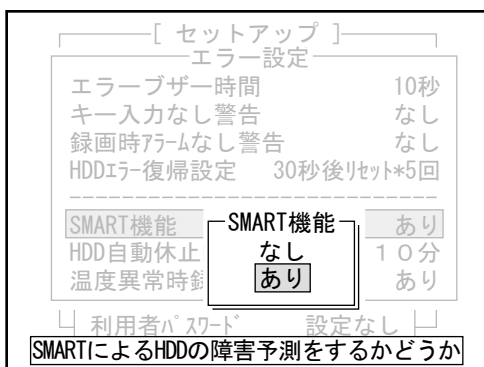 [ セットアップ ]
エラー設定
エラーブザー時間 10秒
キー入力なし警告 なし
録画時ｱﾗｰﾑなし警告 なし
HDDｴﾗｰ復帰設定 30秒後ﾘｾｯﾄ*5回
SMART機能 あり
SMART機能
HDD自動休止 １０分
なし
温度異常時録 あり
あり
利用者ﾊﾟｽﾜｰﾄﾞ 設定なし
SMARTによるHDDの障害予測をするかどうか